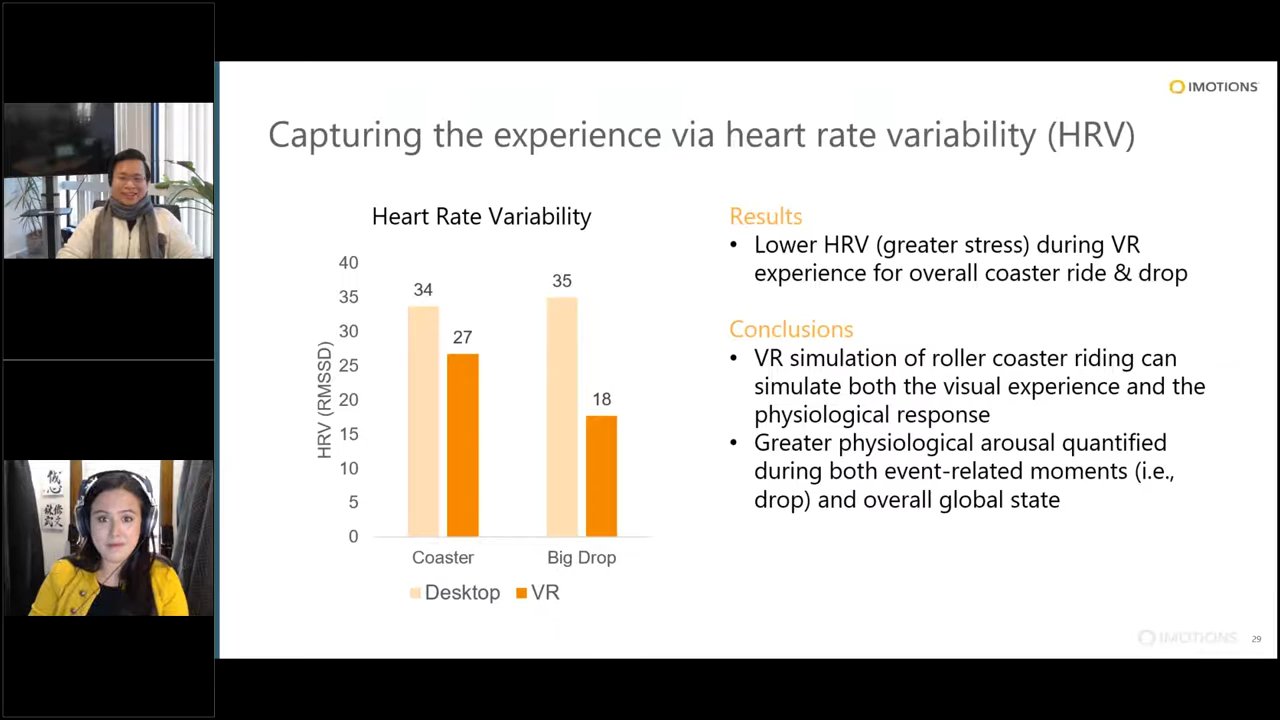 IMOTIONS
Capturing the experience via heart rate variability (HRV)
Heart Rate Variability
HRV (RMSSD)
40
35
30
25
20
15
10
5
0
34
27
35
18
Coaster
Big Drop
Desktop
VR
Results
• Lower HRV (greater stress) during VR
experience for overall coaster ride & drop
Conclusions
• VR simulation of roller coaster riding can
simulate both the visual experience and the
physiological response
• Greater physiological arousal quantified
during both event-related moments (i.e.,
drop) and overall global state
IMOTIONS
29